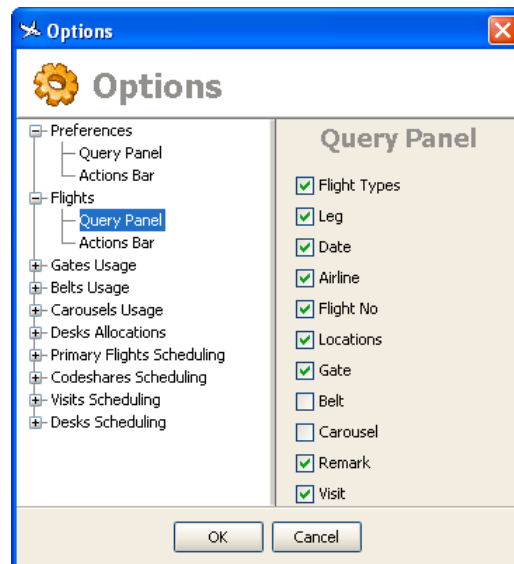 Options
Options
Preferences
Query Panel
Actions Bar
Flights
Query Panel
Actions Bar
Gates Usage
Belts Usage
Carousels Usage
Desks Allocations
Primary Flights Scheduling
Codeshares Scheduling
Visits Scheduling
Desks Scheduling
Query Panel
Flight Types
Leg
Date
Airline
Flight No
Locations
Gate
Belt
Carousel
Remark
Visit
OK
Cancel